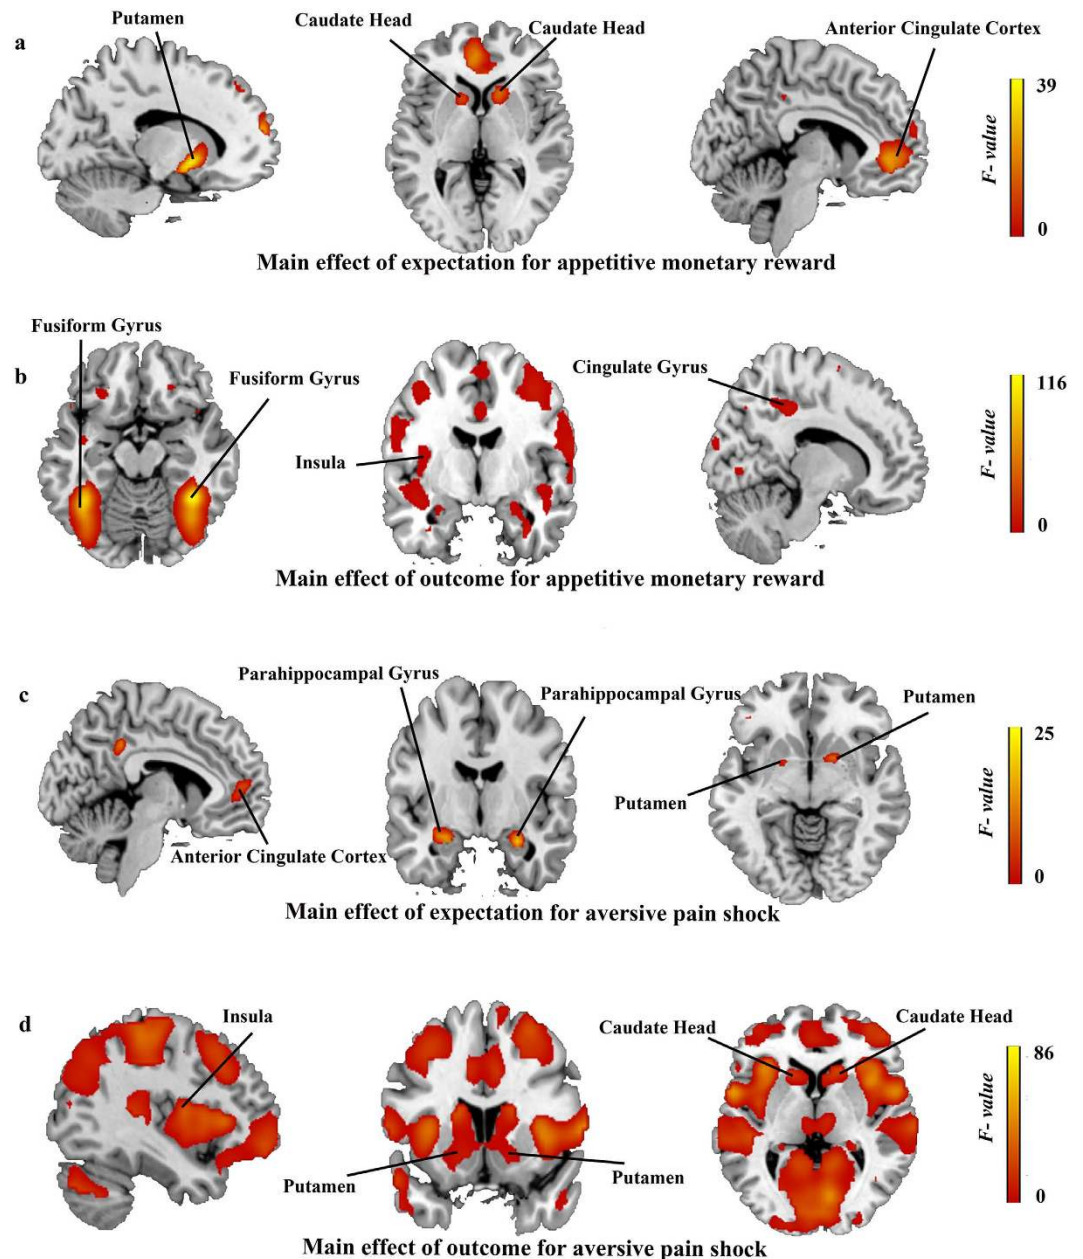 a
Putamen
Caudate Head
Caudate Head
Anterior Cingulate Cortex
39
F- value
0
Main effect of expectation for appetitive monetary reward
b
Fusiform Gyrus
Fusiform Gyrus
Insula
Cingulate Gyrus
116
F- value
0
Main effect of outcome for appetitive monetary reward
c
Anterior Cingulate Cortex
Parahippocampal Gyrus
Parahippocampal Gyrus
Putamen
Putamen
25
F- value
0
Main effect of expectation for aversive pain shock
d
Insula
Putamen
Putamen
Caudate Head
Caudate Head
86
F- value
0
Main effect of outcome for aversive pain shock